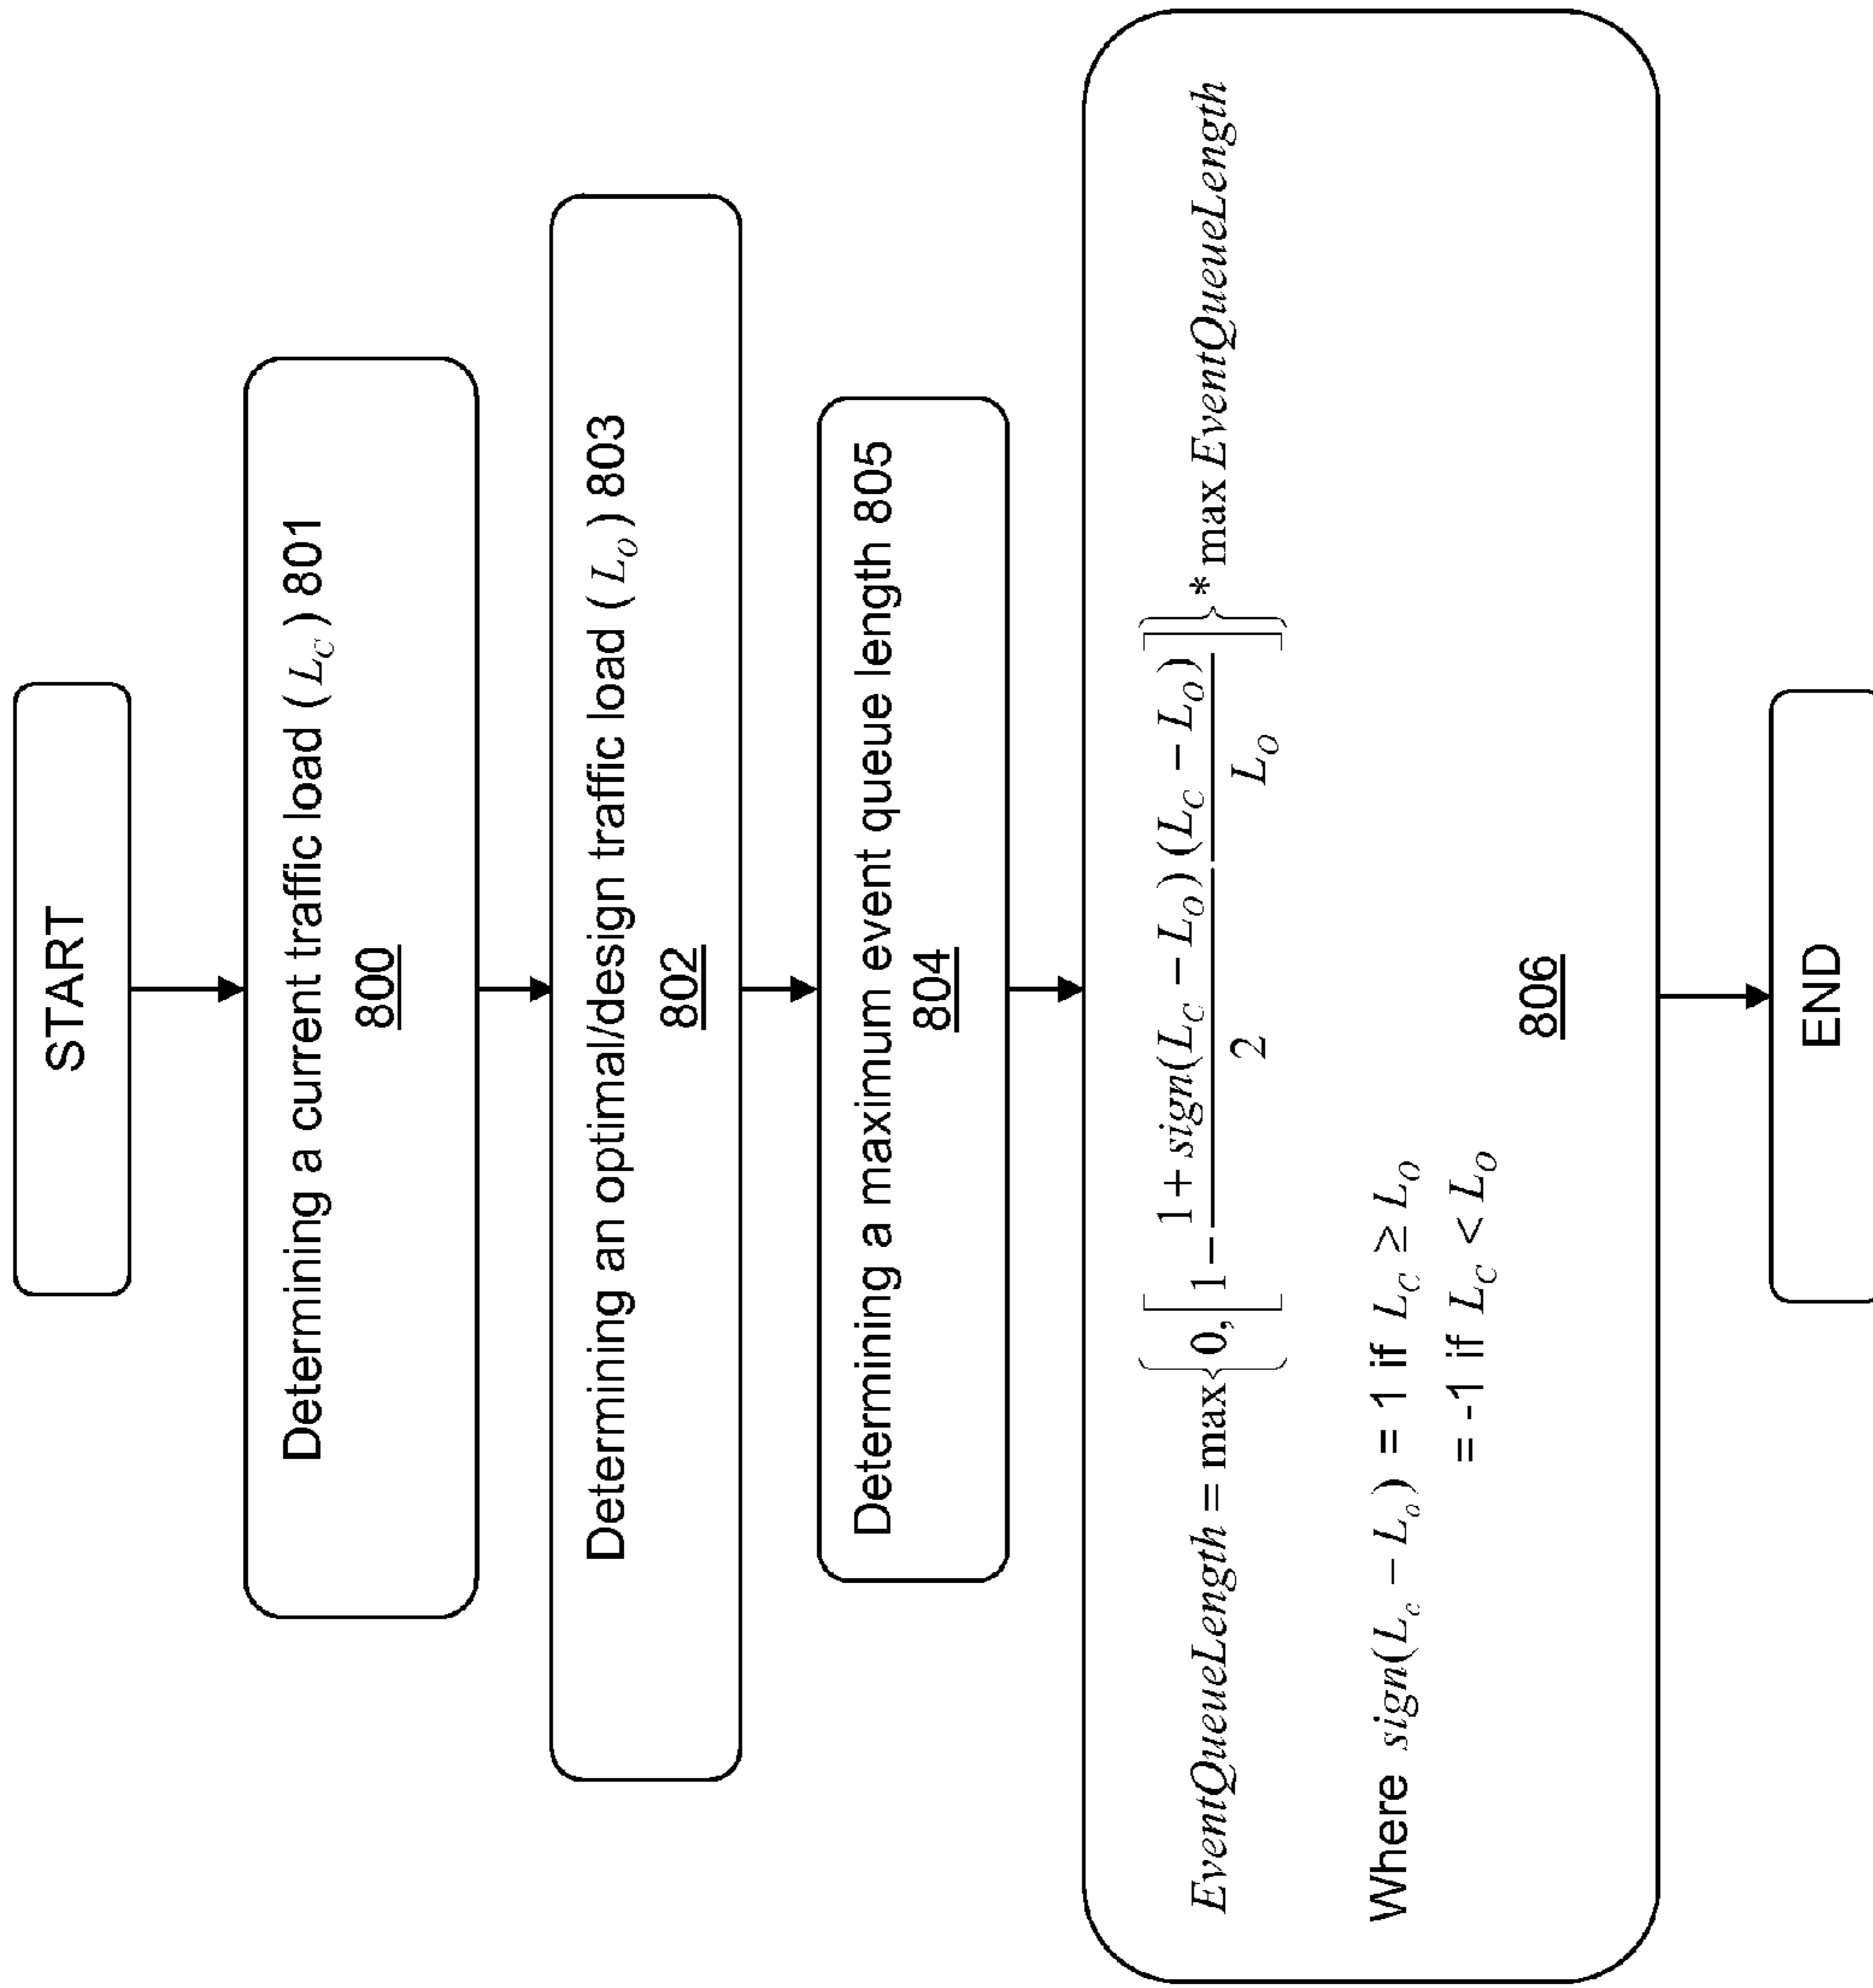 START
Determining a current traffic load (L_C) 801
800
Determining an optimal/design traffic load (L_O) 803
802
Determining a maximum event queue length 805
804
EventQueueLength = max{0, [1 − (1 + sign(L_C − L_O))/2 (L_C − L_O)/L_O]} * max EventQueueLength
Where sign(L_c − L_o) = 1 if L_C ≥ L_O
= -1 if L_C < L_O
806
END